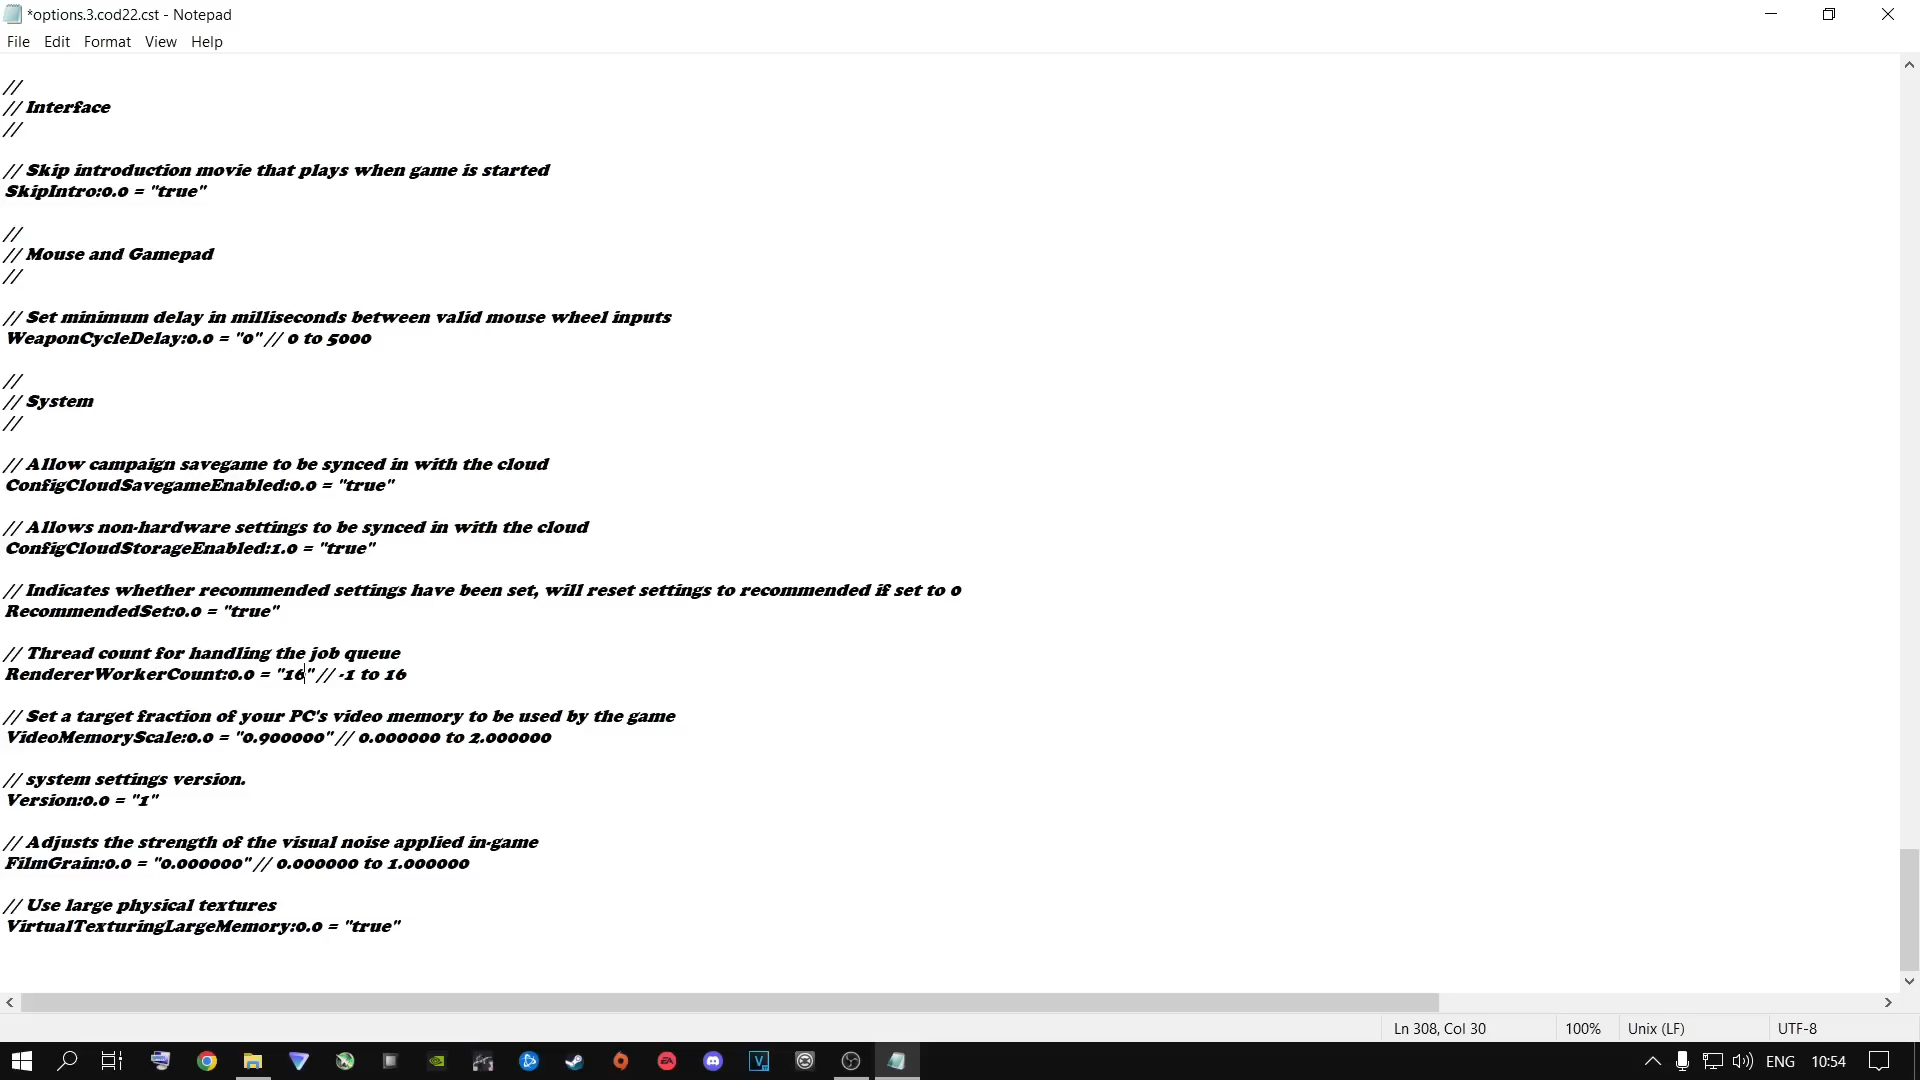 *options.3.cod22.cst - Notepad
File Edit Format View Help
//
// Interface
//
// Skip introduction movie that plays when game is started
SkipIntro:0.0 = "true"
//
// Mouse and Gamepad
//
// Set minimum delay in milliseconds between valid mouse wheel inputs
WeaponCycleDelay:0.0 = "0" // 0 to 5000
//
// System
//
// Allow campaign savegame to be synced in with the cloud
ConfigCloudSavegameEnabled:0.0 = "true"
// Allows non-hardware settings to be synced in with the cloud
ConfigCloudStorageEnabled:1.0 = "true"
// Indicates whether recommended settings have been set, will reset settings to recommended if set to 0
RecommendedSet:0.0 = "true"
// Thread count for handling the job queue
RendererWorkerCount:0.0 = "16" // -1 to 16
// Set a target fraction of your PC's video memory to be used by the game
VideoMemoryScale:0.0 = "0.900000" // 0.000000 to 2.000000
// system settings version.
Version:0.0 = "1"
// Adjusts the strength of the visual noise applied in-game
FilmGrain:0.0 = "0.000000" // 0.000000 to 1.000000
// Use large physical textures
VirtualTexturingLargeMemory:0.0 = "true"
Ln 308, Col 30 100% Unix (LF) UTF-8
ENG 10:54